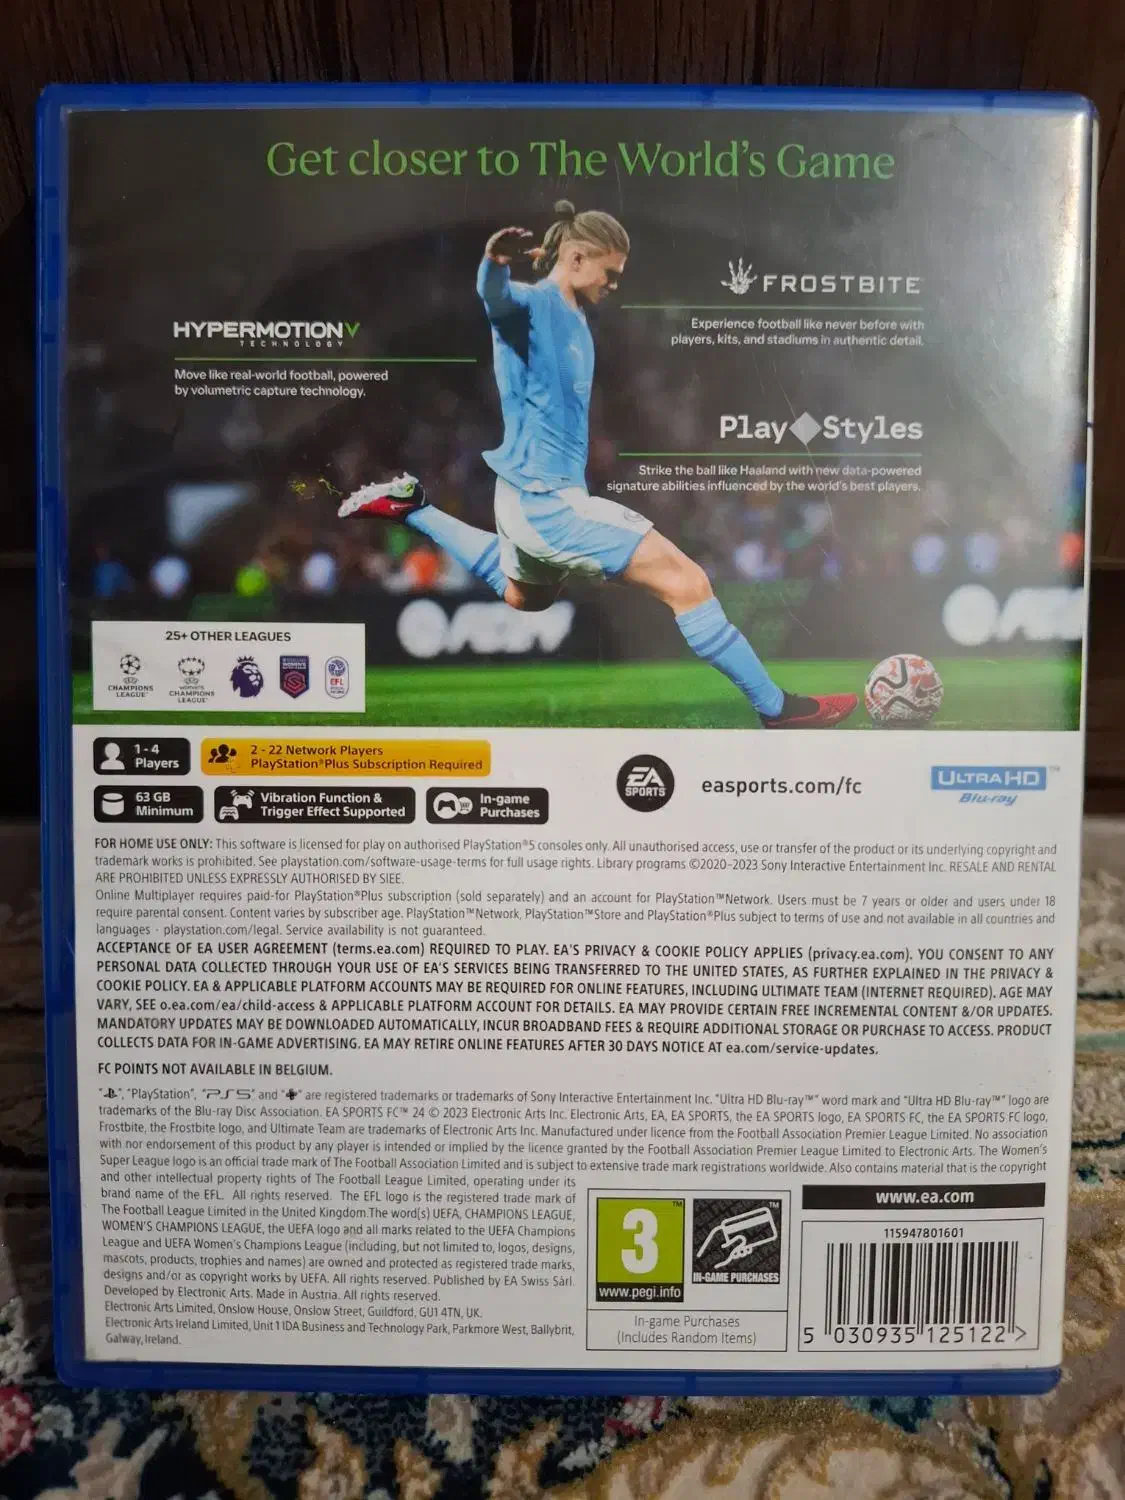 Get closer to The World's Game
FROSTBITE
Experience football like never before with
players, kits, and stadiums in authentic detail.
HYPERMOTIONV
TECHNOLOGY
Move like real-world football, powered
by volumetric capture technology.
Play Styles
Strike the ball like Haaland with new data-powered
signature abilities influenced by the world's best players.
25+ OTHER LEAGUES
CHAMPIONS
LEAGUE
WOMEN'S
CHAMPIONS
LEAGUE
EFL
1 - 4
Players
2 - 22 Network Players
PlayStation®Plus Subscription Required
63 GB
Minimum
Vibration Function &
Trigger Effect Supported
In-game
Purchases
EA
SPORTS
easports.com/fc
ULTRA HD™
Blu-ray
FOR HOME USE ONLY: This software is licensed for play on authorised PlayStation®5 consoles only. All unauthorised access, use or transfer of the product or its underlying copyright and
trademark works is prohibited. See playstation.com/software-usage-terms for full usage rights. Library programs ©2020-2023 Sony Interactive Entertainment Inc. RESALE AND RENTAL
ARE PROHIBITED UNLESS EXPRESSLY AUTHORISED BY SIEE.
Online Multiplayer requires paid-for PlayStation®Plus subscription (sold separately) and an account for PlayStation™Network. Users must be 7 years or older and users under 18
require parental consent. Content varies by subscriber age. PlayStation™Network, PlayStation™Store and PlayStation®Plus subject to terms of use and not available in all countries and
languages - playstation.com/legal. Service availability is not guaranteed.
ACCEPTANCE OF EA USER AGREEMENT (terms.ea.com) REQUIRED TO PLAY. EA'S PRIVACY & COOKIE POLICY APPLIES (privacy.ea.com). YOU CONSENT TO ANY
PERSONAL DATA COLLECTED THROUGH YOUR USE OF EA'S SERVICES BEING TRANSFERRED TO THE UNITED STATES, AS FURTHER EXPLAINED IN THE PRIVACY &
COOKIE POLICY. EA & APPLICABLE PLATFORM ACCOUNTS MAY BE REQUIRED FOR ONLINE FEATURES, INCLUDING ULTIMATE TEAM (INTERNET REQUIRED). AGE MAY
VARY, SEE o.ea.com/ea/child-access & APPLICABLE PLATFORM ACCOUNT FOR DETAILS. EA MAY PROVIDE CERTAIN FREE INCREMENTAL CONTENT &/OR UPDATES.
MANDATORY UPDATES MAY BE DOWNLOADED AUTOMATICALLY, INCUR BROADBAND FEES & REQUIRE ADDITIONAL STORAGE OR PURCHASE TO ACCESS. PRODUCT
COLLECTS DATA FOR IN-GAME ADVERTISING. EA MAY RETIRE ONLINE FEATURES AFTER 30 DAYS NOTICE AT ea.com/service-updates.
FC POINTS NOT AVAILABLE IN BELGIUM.
" ", "PlayStation", "PS5" and " " are registered trademarks or trademarks of Sony Interactive Entertainment Inc. "Ultra HD Blu-ray™" word mark and "Ultra HD Blu-ray™" logo are
trademarks of the Blu-ray Disc Association. EA SPORTS FC™ 24 © 2023 Electronic Arts Inc. Electronic Arts, EA, EA SPORTS, the EA SPORTS logo, EA SPORTS FC, the EA SPORTS FC logo,
Frostbite, the Frostbite logo, and Ultimate Team are trademarks of Electronic Arts Inc. Manufactured under licence from the Football Association Premier League Limited. No association
with nor endorsement of this product by any player is intended or implied by the licence granted by the Football Association Premier League Limited to Electronic Arts. The Women's
Super League logo is an official trade mark of The Football Association Limited and is subject to extensive trade mark registrations worldwide. Also contains material that is the copyright
and other intellectual property rights of The Football League Limited, operating under its
brand name of the EFL. All rights reserved. The EFL logo is the registered trade mark of
The Football League Limited in the United Kingdom.The word(s) UEFA, CHAMPIONS LEAGUE,
WOMEN'S CHAMPIONS LEAGUE, the UEFA logo and all marks related to the UEFA Champions
League and UEFA Women's Champions League (including, but not limited to, logos, designs,
mascots, products, trophies and names) are owned and protected as registered trade marks,
designs and/or as copyright works by UEFA. All rights reserved. Published by EA Swiss Sàrl.
Developed by Electronic Arts. Made in Austria. All rights reserved.
Electronic Arts Limited, Onslow House, Onslow Street, Guildford, GU1 4TN, UK.
Electronic Arts Ireland Limited, Unit 1 IDA Business and Technology Park, Parkmore West, Ballybrit,
Galway, Ireland.
3™
www.pegi.info
™
IN-GAME PURCHASES
In-game Purchases
(Includes Random Items)
www.ea.com
115947801601
5 030935 125122 >